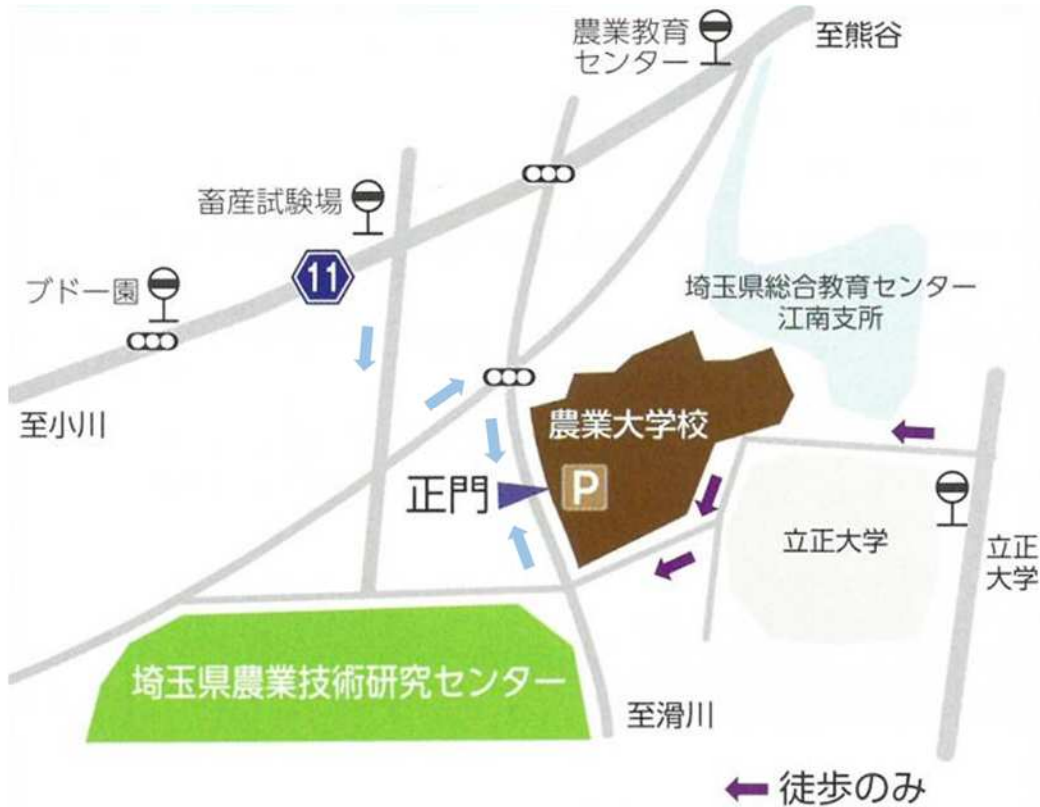 農業教育
センター
至熊谷
畜産試験場
11
ブドー園
埼玉県総合教育センター
江南支所
至小川
農業大学校
正門
P
立正大学
立正
大学
埼玉県農業技術研究センター
至滑川
徒歩のみ